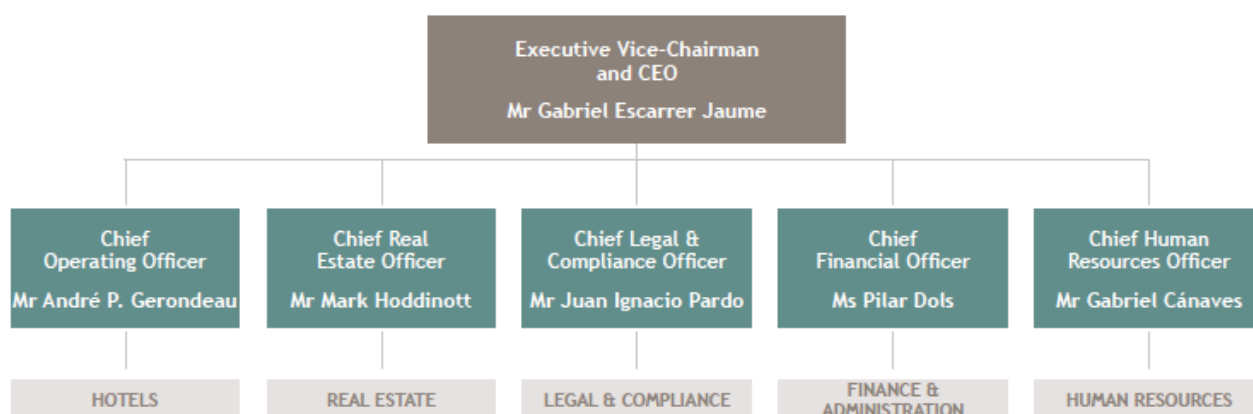 Executive Vice-Chairman
and CEO
Mr Gabriel Escarrer Jaume
Chief
Operating Officer
Mr André P. Gerondeau
Chief Real
Estate Officer
Mr Mark Hoddinott
Chief Legal &
Compliance Officer
Mr Juan Ignacio Pardo
Chief
Financial Officer
Ms Pilar Dols
Chief Human
Resources Officer
Mr Gabriel Cánaves
HOTELS
REAL ESTATE
LEGAL & COMPLIANCE
FINANCE &
ADMINISTRATION
HUMAN RESOURCES